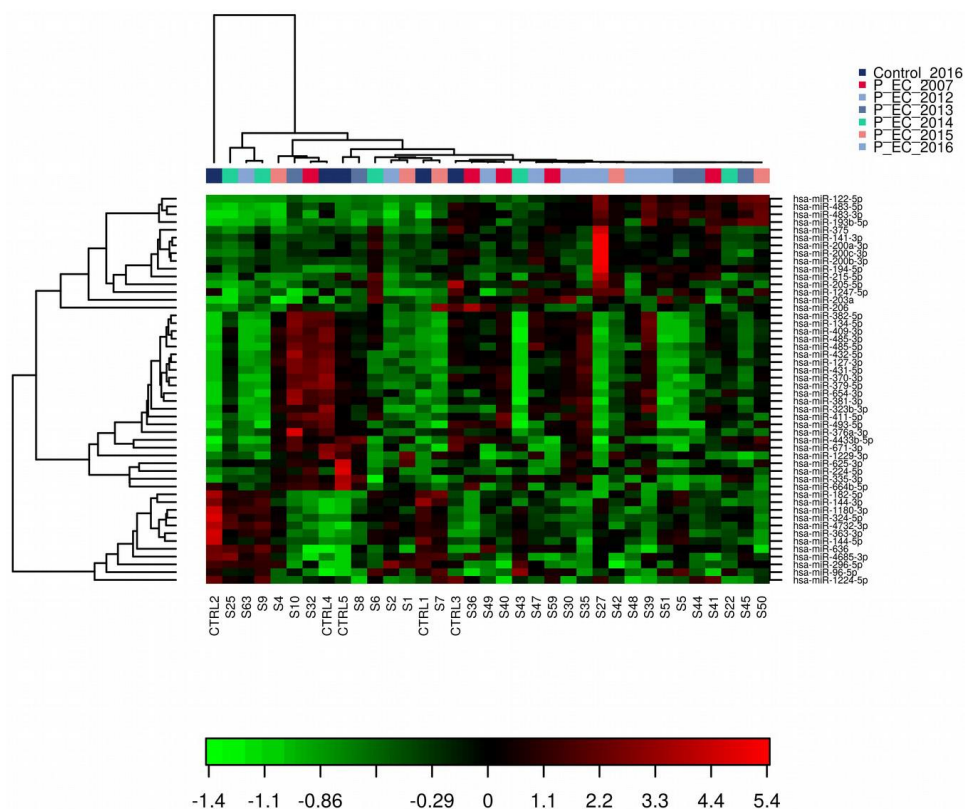 Control_2016
P_EC_2007
P_EC_2012
P_EC_2013
P_EC_2014
P_EC_2015
P_EC_2016
hsa-miR-122-5p
hsa-miR-483-5p
hsa-miR-483-3p
hsa-miR-193b-5p
hsa-miR-375
hsa-miR-141-3p
hsa-miR-200a-3p
hsa-miR-200c-3p
hsa-miR-200b-3p
hsa-miR-194-5p
hsa-miR-215-5p
hsa-miR-205-5p
hsa-miR-1247-5p
hsa-miR-203a
hsa-miR-206
hsa-miR-382-5p
hsa-miR-134-5p
hsa-miR-409-3p
hsa-miR-485-3p
hsa-miR-485-5p
hsa-miR-432-5p
hsa-miR-127-3p
hsa-miR-431-5p
hsa-miR-370-3p
hsa-miR-379-5p
hsa-miR-654-3p
hsa-miR-381-3p
hsa-miR-323b-3p
hsa-miR-411-5p
hsa-miR-493-5p
hsa-miR-376a-3p
hsa-miR-4433b-5p
hsa-miR-671-3p
hsa-miR-1229-3p
hsa-miR-625-3p
hsa-miR-224-5p
hsa-miR-335-3p
hsa-miR-664b-5p
hsa-miR-182-5p
hsa-miR-144-3p
hsa-miR-1180-3p
hsa-miR-324-5p
hsa-miR-4732-3p
hsa-miR-363-3p
hsa-miR-144-5p
hsa-miR-636
hsa-miR-4685-3p
hsa-miR-296-5p
hsa-miR-96-5p
hsa-miR-1224-5p
CTRL2 S25 S63 S9 S4 S10 S32 CTRL4 CTRL5 S8 S6 S2 S1 CTRL1 S7 CTRL3 S36 S49 S40 S43 S47 S59 S30 S35 S27 S42 S48 S39 S51 S5 S44 S41 S22 S45 S50
-1.4 -1.1 -0.86 -0.29 0 1.1 2.2 3.3 4.4 5.4